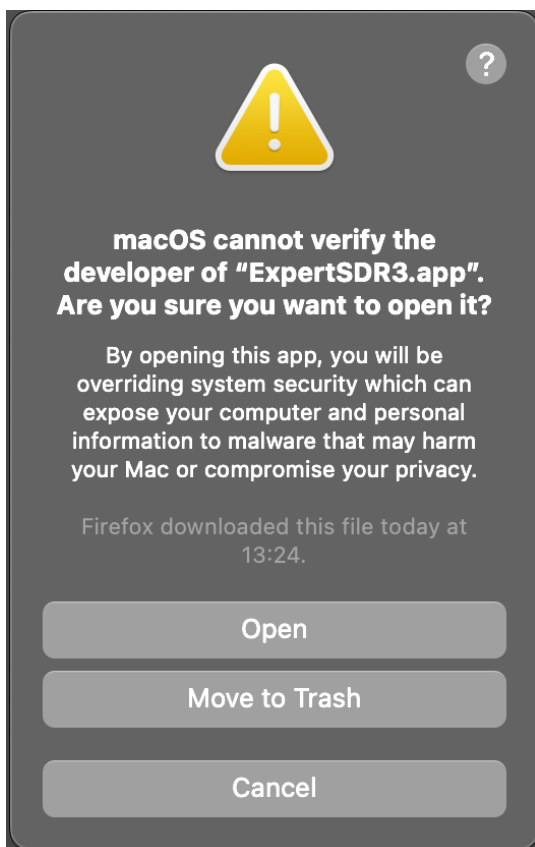 ?
macOS cannot verify the
developer of “ExpertSDR3.app”.
Are you sure you want to open it?
By opening this app, you will be
overriding system security which can
expose your computer and personal
information to malware that may harm
your Mac or compromise your privacy.
Firefox downloaded this file today at
13:24.
Open
Move to Trash
Cancel